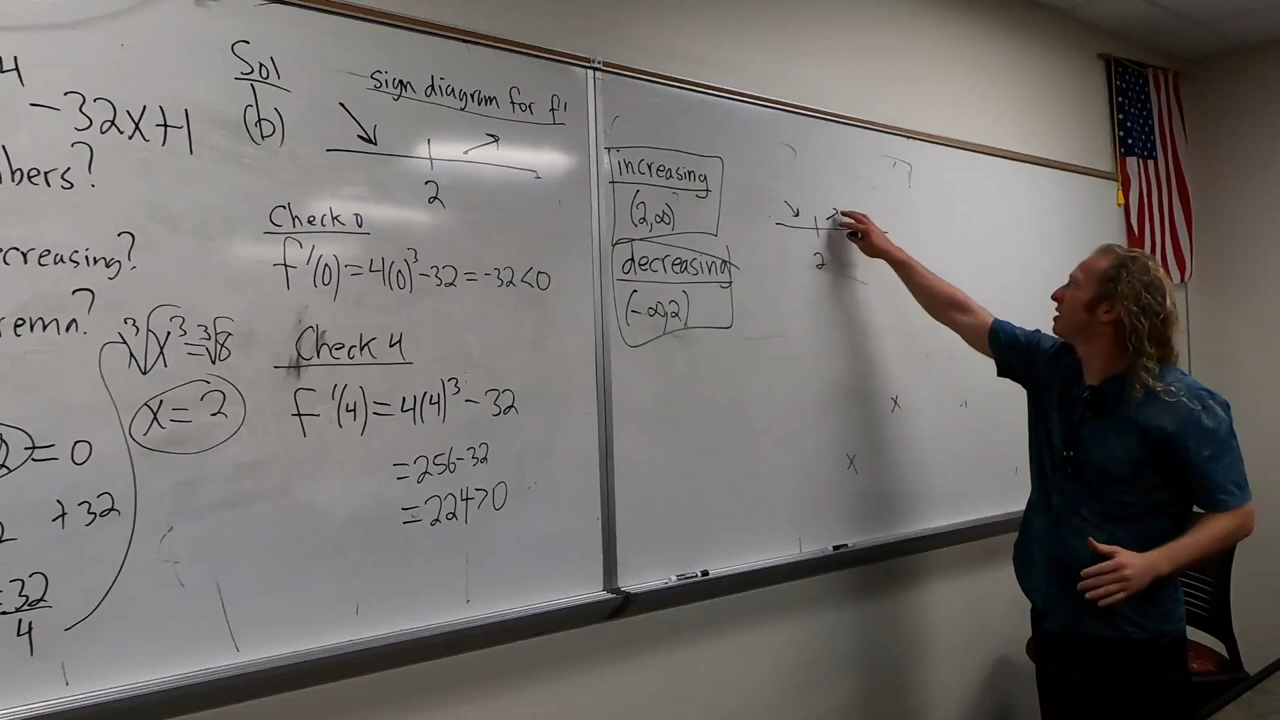 4
-32x+1
bers?
creasing?
rema?
∛x³=∛8
x=2
=0
+32
32
4
Sol
(b)
sign diagram for f'
2
Check 0
f'(0)=4(0)³-32=-32<0
Check 4
f'(4)=4(4)³-32
=256-32
=224>0
increasing
(2,∞)
decreasing
(-∞,2)
2
x
x